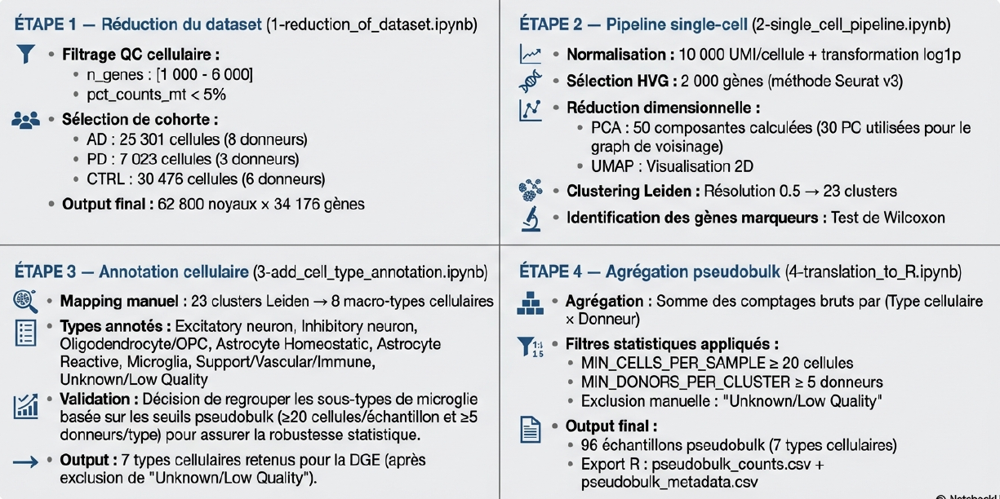 ÉTAPE 1 — Réduction du dataset (1-reduction_of_dataset.ipynb)
• Filtrage QC cellulaire :
• n_genes : [1 000 - 6 000]
• pct_counts_mt < 5%
• Sélection de cohorte :
• AD : 25 301 cellules (8 donneurs)
• PD : 7 023 cellules (3 donneurs)
• CTRL : 30 476 cellules (6 donneurs)
• Output final : 62 800 noyaux × 34 176 gènes
ÉTAPE 2 — Pipeline single-cell (2-single_cell_pipeline.ipynb)
• Normalisation : 10 000 UMI/cellule + transformation log1p
• Sélection HVG : 2 000 gènes (méthode Seurat v3)
• Réduction dimensionnelle :
• PCA : 50 composantes calculées (30 PC utilisées pour le
graph de voisinage)
• UMAP : Visualisation 2D
• Clustering Leiden : Résolution 0.5 → 23 clusters
• Identification des gènes marqueurs : Test de Wilcoxon
ÉTAPE 3 — Annotation cellulaire (3-add_cell_type_annotation.ipynb)
• Mapping manuel : 23 clusters Leiden → 8 macro-types cellulaires
• Types annotés : Excitatory neuron, Inhibitory neuron,
Oligodendrocyte/OPC, Astrocyte Homeostatic, Astrocyte
Reactive, Microglia, Support/Vascular/Immune,
Unknown/Low Quality
• Validation : Décision de regrouper les sous-types de microglie
basée sur les seuils pseudobulk (≥20 cellules/échantillon et ≥5
donneurs/type) pour assurer la robustesse statistique.
• Output : 7 types cellulaires retenus pour la DGE (après
exclusion de "Unknown/Low Quality").
ÉTAPE 4 — Agrégation pseudobulk (4-translation_to_R.ipynb)
• Agrégation : Somme des comptages bruts par (Type cellulaire
× Donneur)
1:1
1 5
• Filtres statistiques appliqués :
• MIN_CELLS_PER_SAMPLE ≥ 20 cellules
• MIN_DONORS_PER_CLUSTER ≥ 5 donneurs
• Exclusion manuelle : "Unknown/Low Quality"
• Output final :
• 96 échantillons pseudobulk (7 types cellulaires)
• Export R : pseudobulk_counts.csv +
pseudobulk_metadata.csv